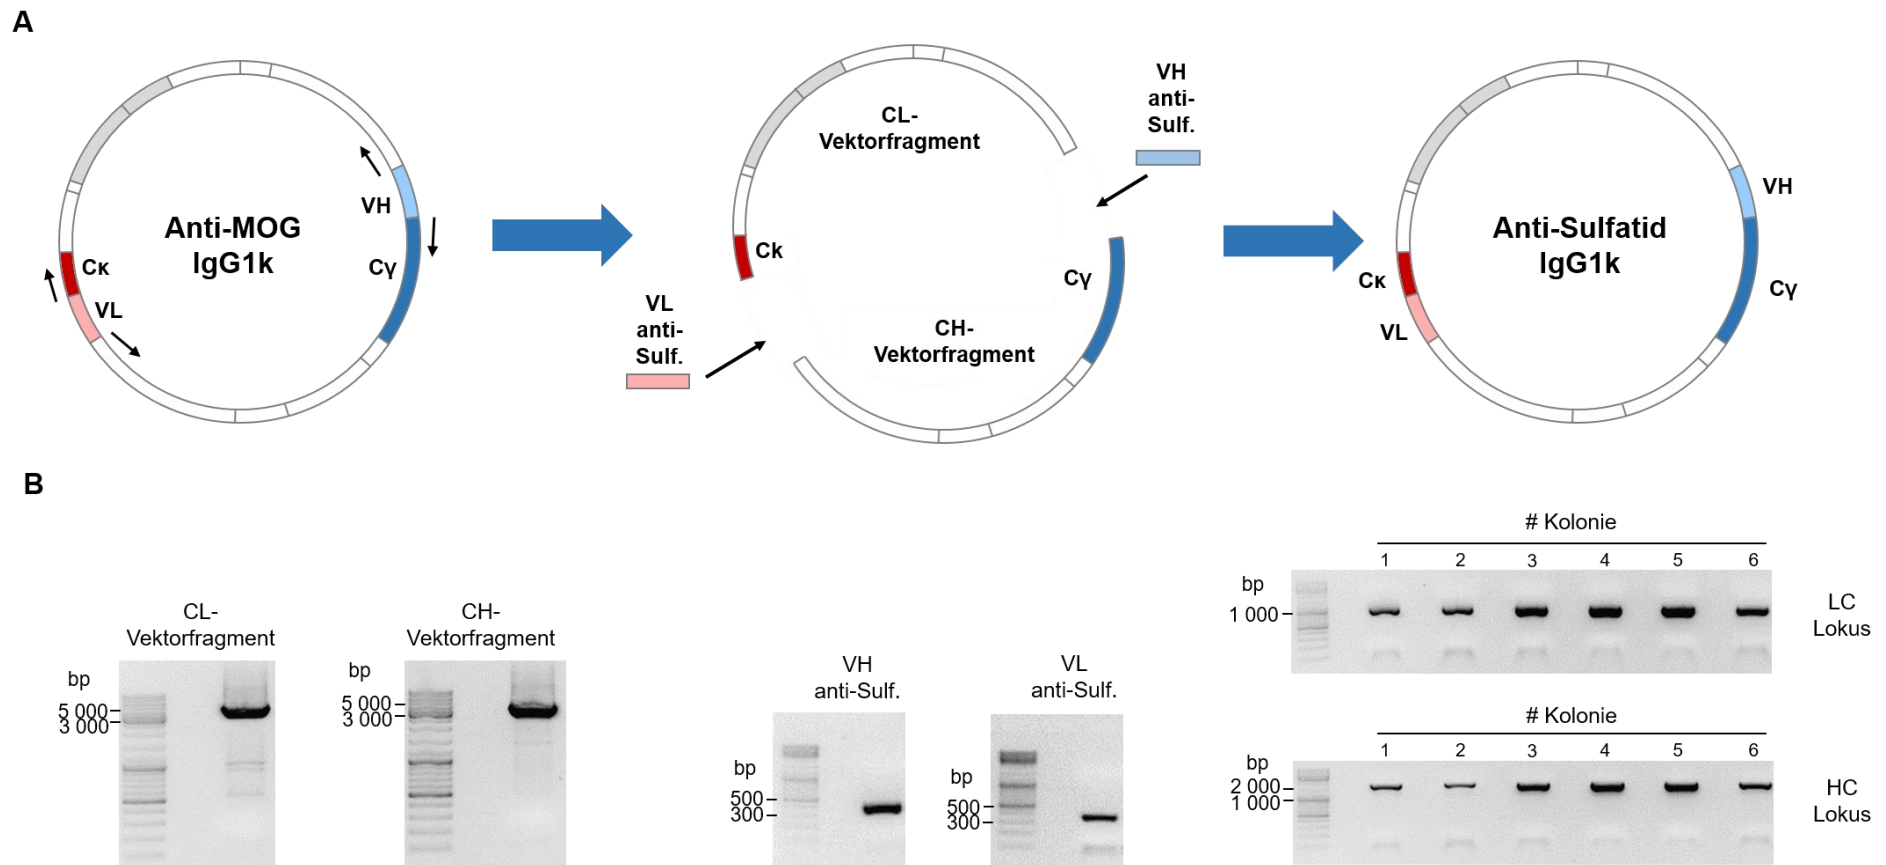 A
Anti-MOG
IgG1k
VH
Cγ
Cκ
VL
CL-
Vektorfragment
VH
anti-
Sulf.
Ck
Cγ
VL
anti-
Sulf.
CH-
Vektorfragment
Anti-Sulfatid
IgG1k
VH
Cκ
Cγ
VL
B
CL-
Vektorfragment
bp
5 000
3 000
CH-
Vektorfragment
bp
5 000
3 000
VH
anti-Sulf.
bp
500
300
VL
anti-Sulf.
bp
500
300
# Kolonie
1 2 3 4 5 6
bp
1 000
LC
Lokus
# Kolonie
1 2 3 4 5 6
bp
2 000
1 000
HC
Lokus